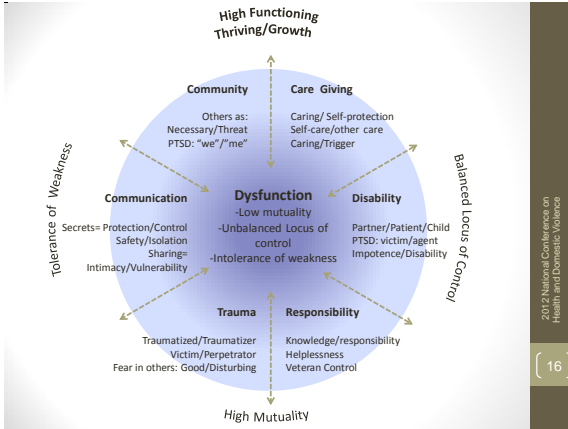 High Functioning
Thriving/Growth
Community
Others as:
Necessary/Threat
PTSD: “we”/”me”
Care Giving
Caring/ Self-protection
Self-care/other care
Caring/Trigger
Tolerance of Weakness
Balanced Locus of Control
Communication
Secrets= Protection/Control
Safety/Isolation
Sharing=
Intimacy/Vulnerability
Dysfunction
-Low mutuality
-Unbalanced Locus of
control
-Intolerance of weakness
Disability
Partner/Patient/Child
PTSD: victim/agent
Impotence/Disability
Trauma
Traumatized/Traumatizer
Victim/Perpetrator
Fear in others: Good/Disturbing
Responsibility
Knowledge/responsibility
Helplessness
Veteran Control
High Mutuality
2012 National Conference on
Health and Domestic Violence
16